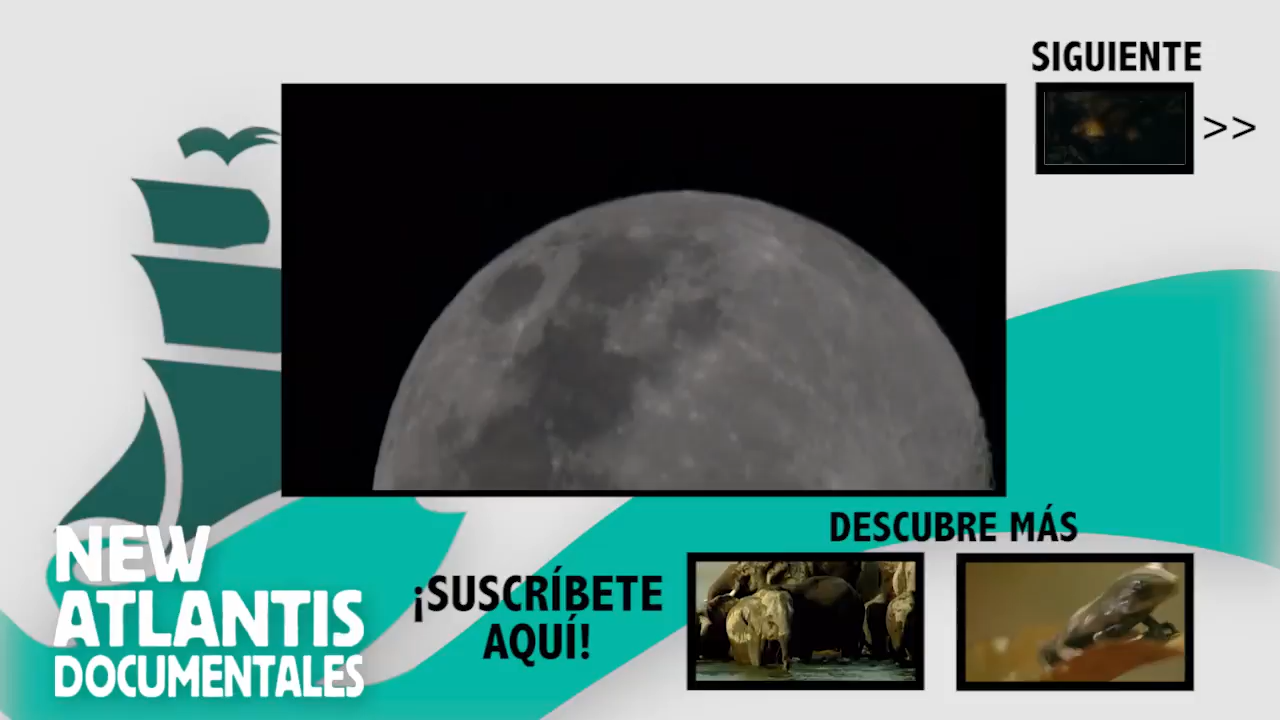 SIGUIENTE
>>
DESCUBRE MÁS
¡SUSCRÍBETE
AQUÍ!
NEW
ATLANTIS
DOCUMENTALES